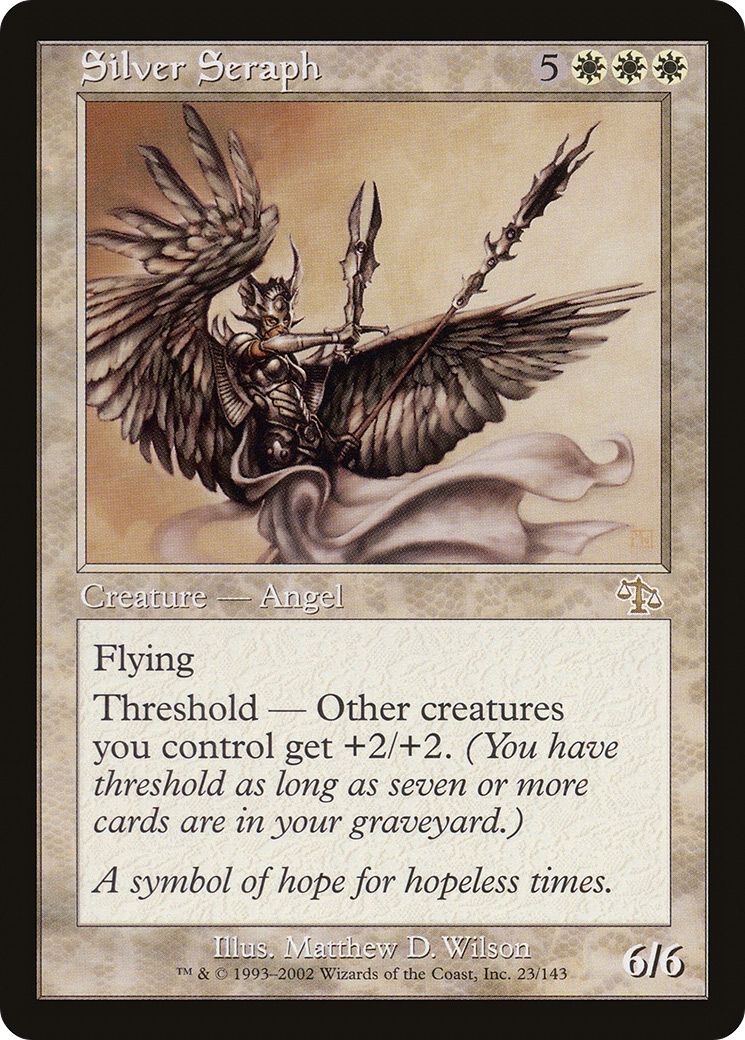 Silver Seraph 5
Creature — Angel
Flying
Threshold — Other creatures
you control get +2/+2. (You have
threshold as long as seven or more
cards are in your graveyard.)
A symbol of hope for hopeless times.
Illus. Matthew D. Wilson
™ & © 1993–2002 Wizards of the Coast, Inc. 23/143
6/6